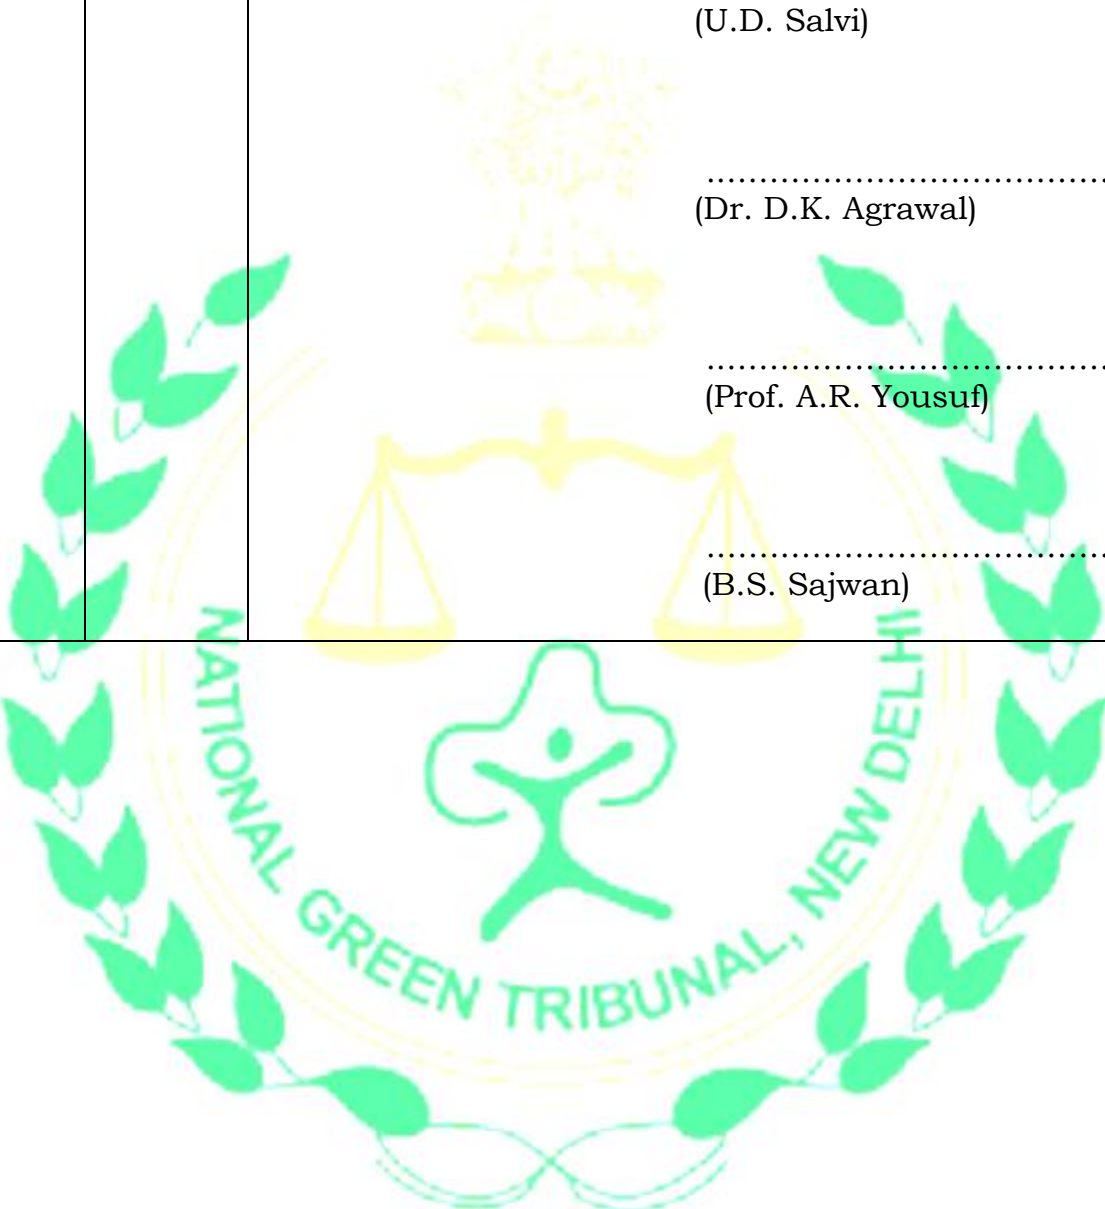 (U.D. Salvi)
......................................
(Dr. D.K. Agrawal)
......................................
(Prof. A.R. Yousuf)
......................................
(B.S. Sajwan)
NATIONAL GREEN TRIBUNAL, NEW DELHI